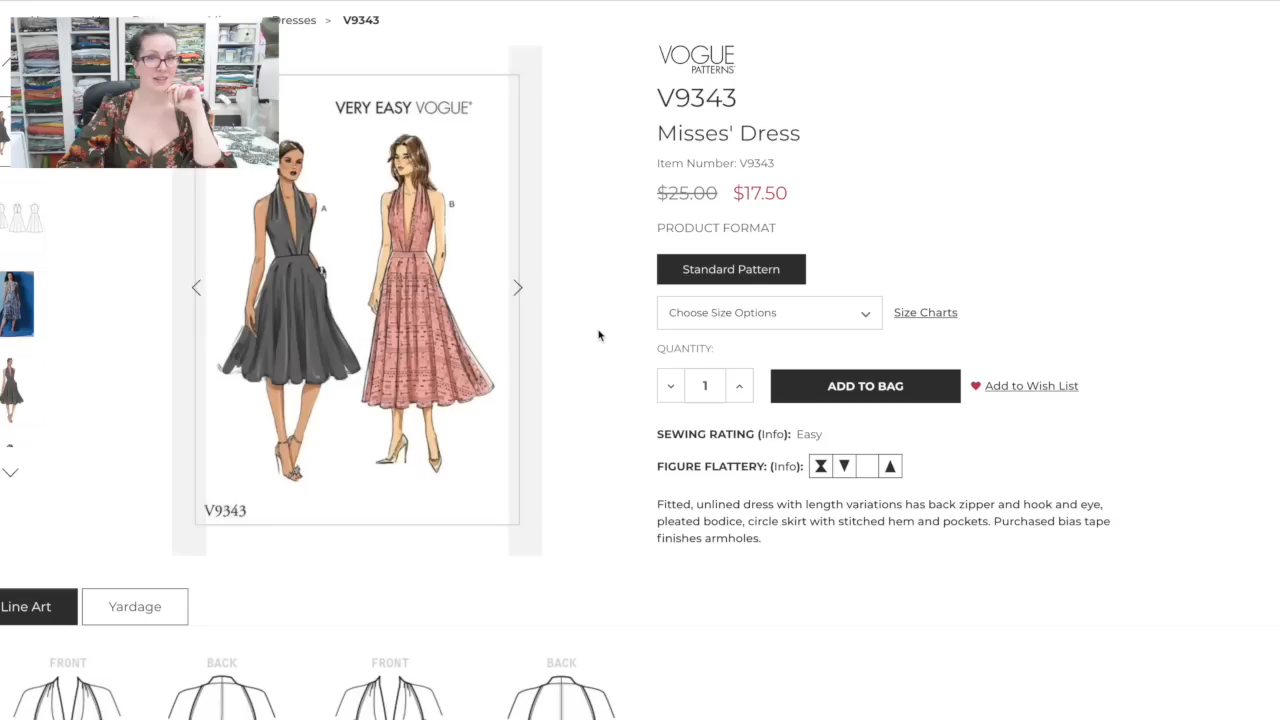 Dresses > V9343
VERY EASY VOGUE®
A
B
V9343
VOGUE
PATTERNS®
V9343
Misses' Dress
Item Number: V9343
$25.00 $17.50
PRODUCT FORMAT
Standard Pattern
Choose Size Options
Size Charts
QUANTITY:
1
ADD TO BAG
Add to Wish List
SEWING RATING (Info): Easy
FIGURE FLATTERY: (Info):
Fitted, unlined dress with length variations has back zipper and hook and eye,
pleated bodice, circle skirt with stitched hem and pockets. Purchased bias tape
finishes armholes.
Line Art
Yardage
FRONT
BACK
FRONT
BACK